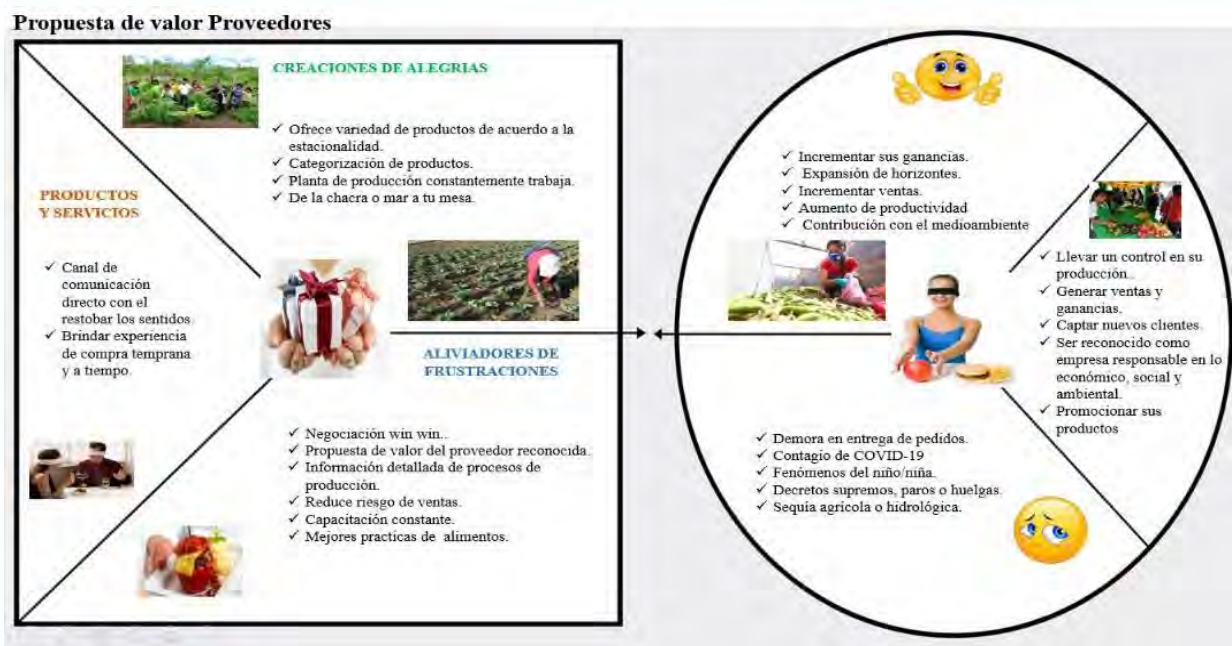 Propuesta de valor Proveedores
CREACIONES DE ALEGRIAS
✓ Ofrece variedad de productos de acuerdo a la
estacionalidad.
✓ Categorización de productos.
✓ Planta de producción constantemente trabaja.
✓ De la chacra o mar a tu mesa.
PRODUCTOS
Y SERVICIOS
✓ Canal de
comunicación
directo con el
restobar los sentidos
✓ Brindar experiencia
de compra temprana
y a tiempo.
ALIVIADORES DE
FRUSTRACIONES
✓ Negociación win win..
✓ Propuesta de valor del proveedor reconocida.
✓ Información detallada de procesos de
producción.
✓ Reduce riesgo de ventas.
✓ Capacitación constante.
✓ Mejores practicas de alimentos.
✓ Incrementar sus ganancias.
✓ Expansión de horizontes.
✓ Incrementar ventas.
✓ Aumento de productividad
✓ Contribución con el medioambiente
✓ Llevar un control en su
producción..
✓ Generar ventas y
ganancias.
✓ Captar nuevos clientes.
✓ Ser reconocido como
empresa responsable en lo
económico, social y
ambiental.
✓ Promocionar sus
productos
✓ Demora en entrega de pedidos.
✓ Contagio de COVID-19
✓ Fenómenos del niño/niña.
✓ Decretos supremos, paros o huelgas.
✓ Sequía agrícola o hidrológica.